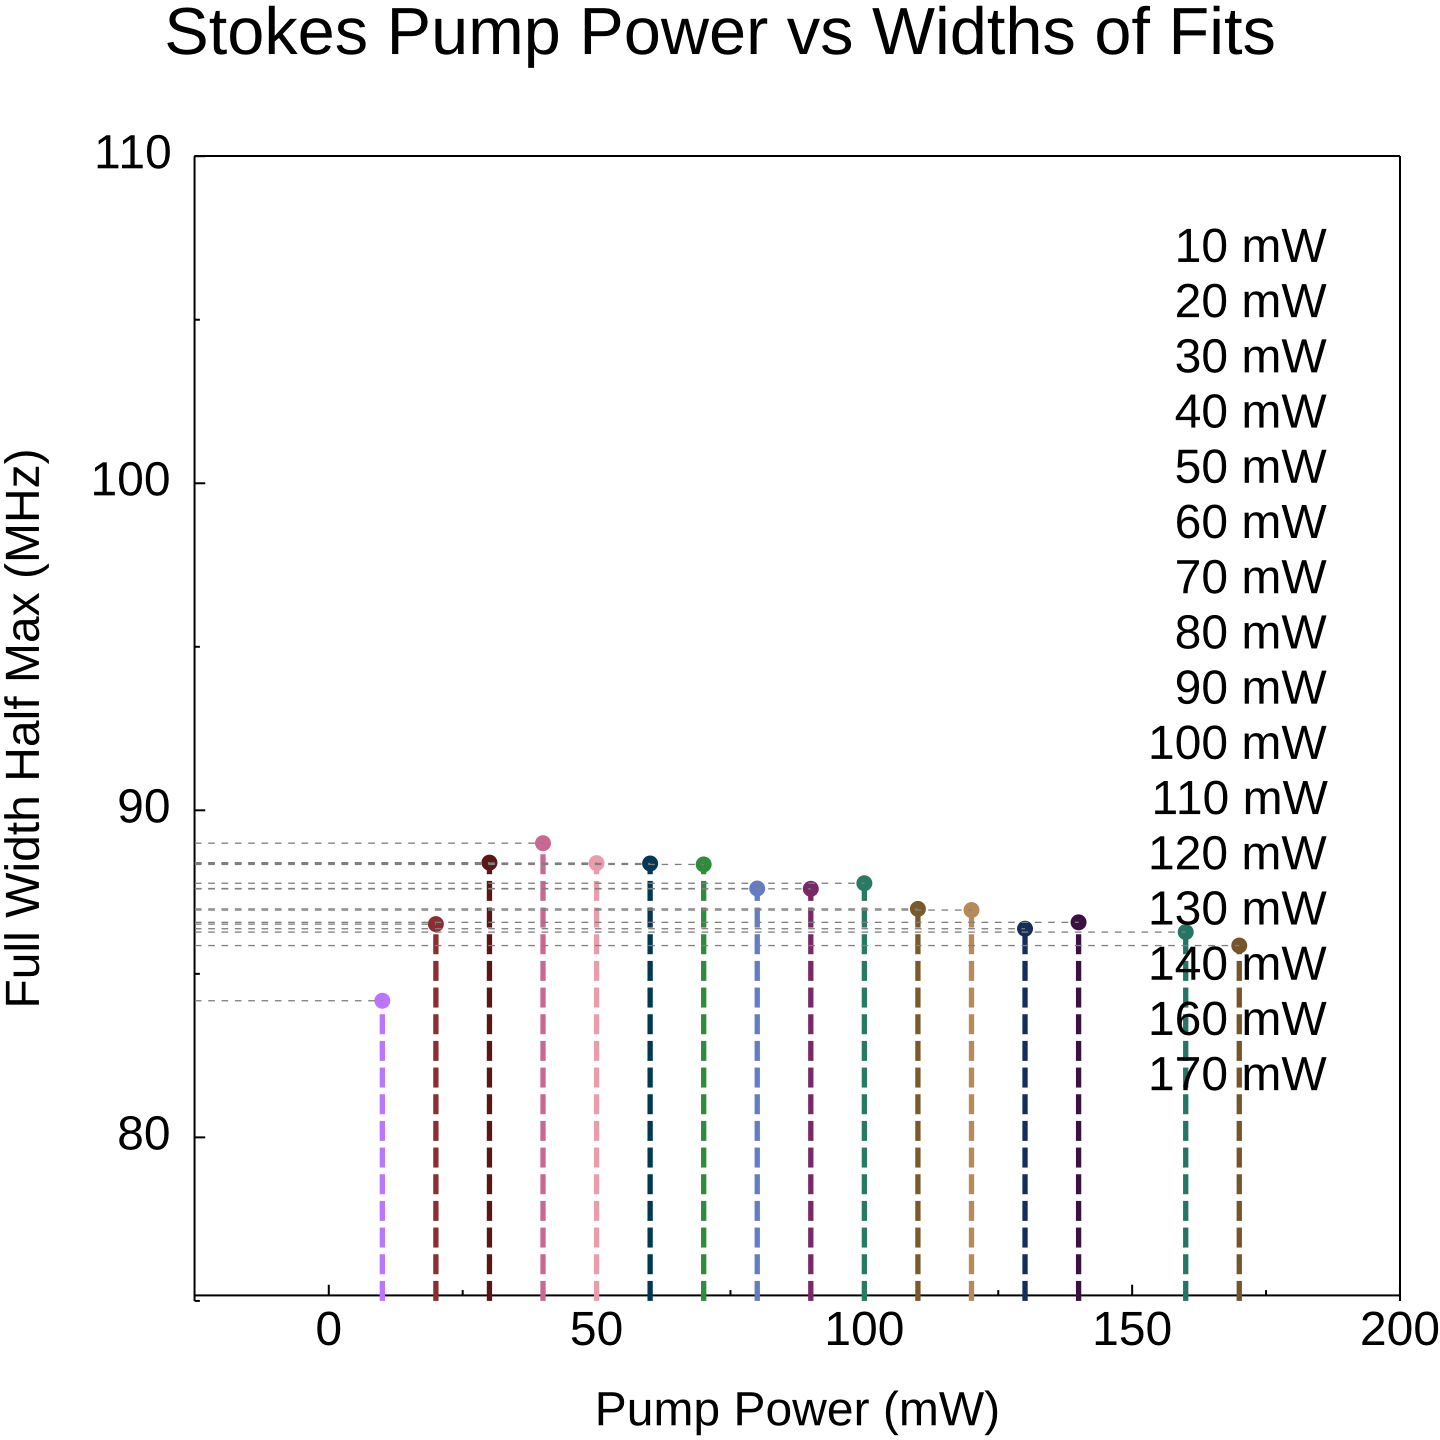 Stokes Pump Power vs Widths of Fits
110
100
90
80
Full Width Half Max (MHz)
10 mW
20 mW
30 mW
40 mW
50 mW
60 mW
70 mW
80 mW
90 mW
100 mW
110 mW
120 mW
130 mW
140 mW
160 mW
170 mW
0 50 100 150 200
Pump Power (mW)